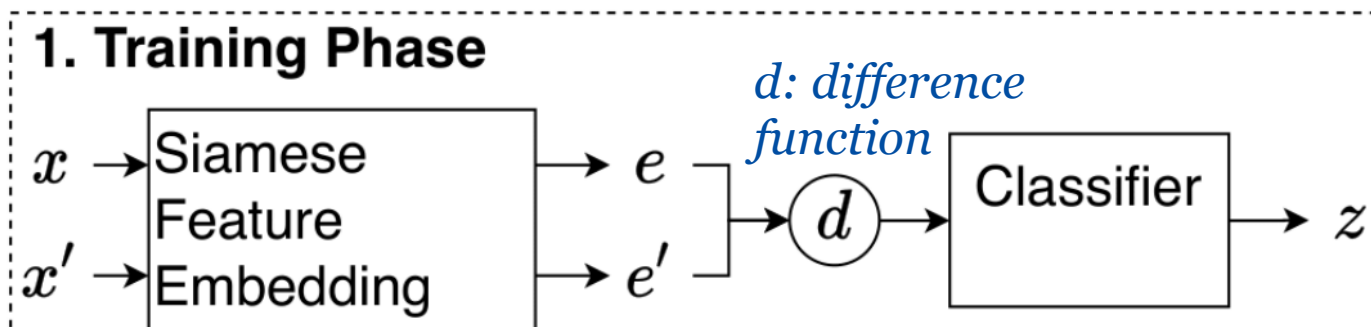 1. Training Phase
d: difference
function
x
x′
Siamese
Feature
Embedding
e
e′
d
Classifier
z